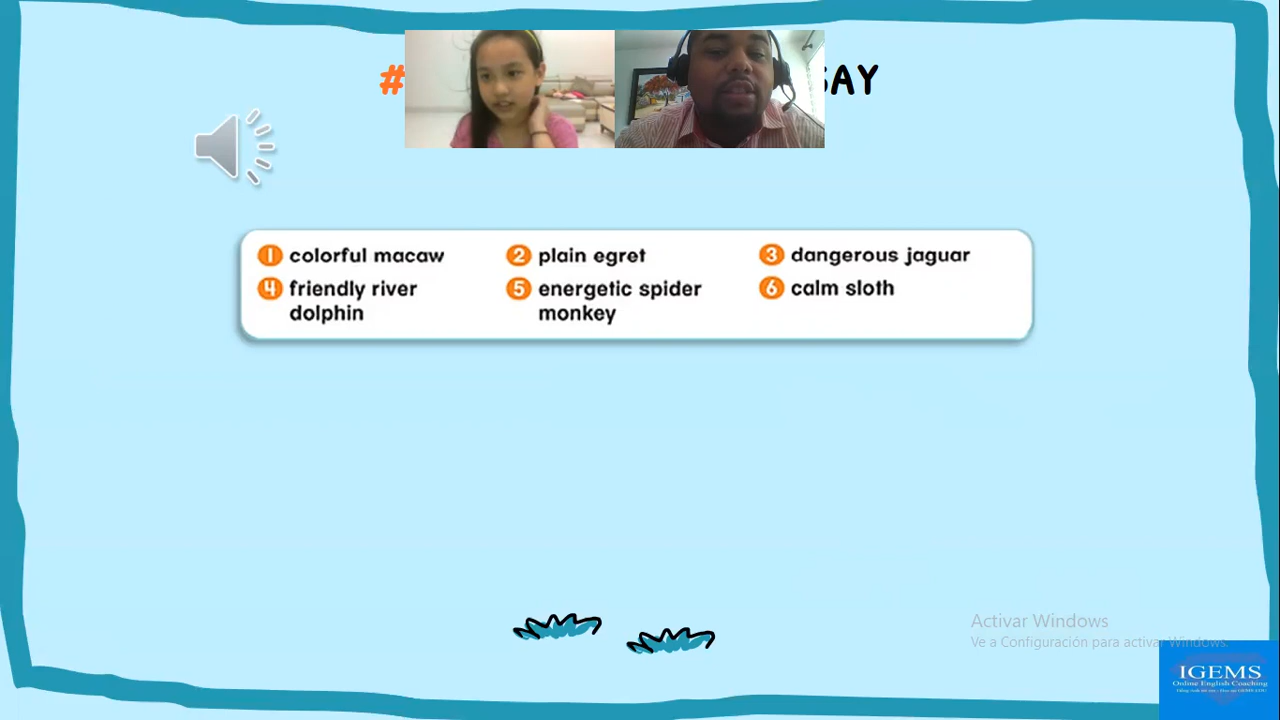 #
SAY
1 colorful macaw 2 plain egret 3 dangerous jaguar
4 friendly river dolphin 5 energetic spider monkey 6 calm sloth
Activar Windows
Ve a Configuración para activar Windows.
IGEMS
Online English Coaching